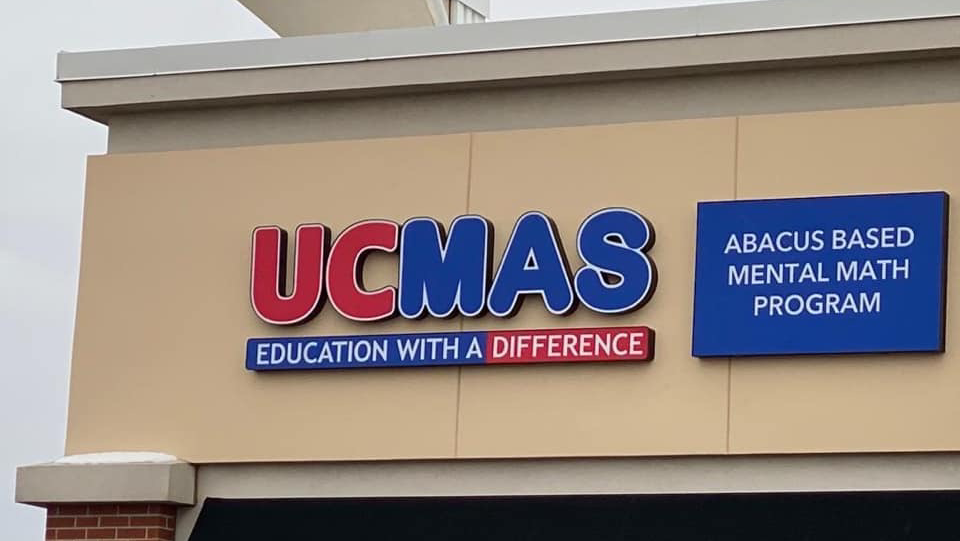 UCMAS
EDUCATION WITH A DIFFERENCE
ABACUS BASED
MENTAL MATH
PROGRAM